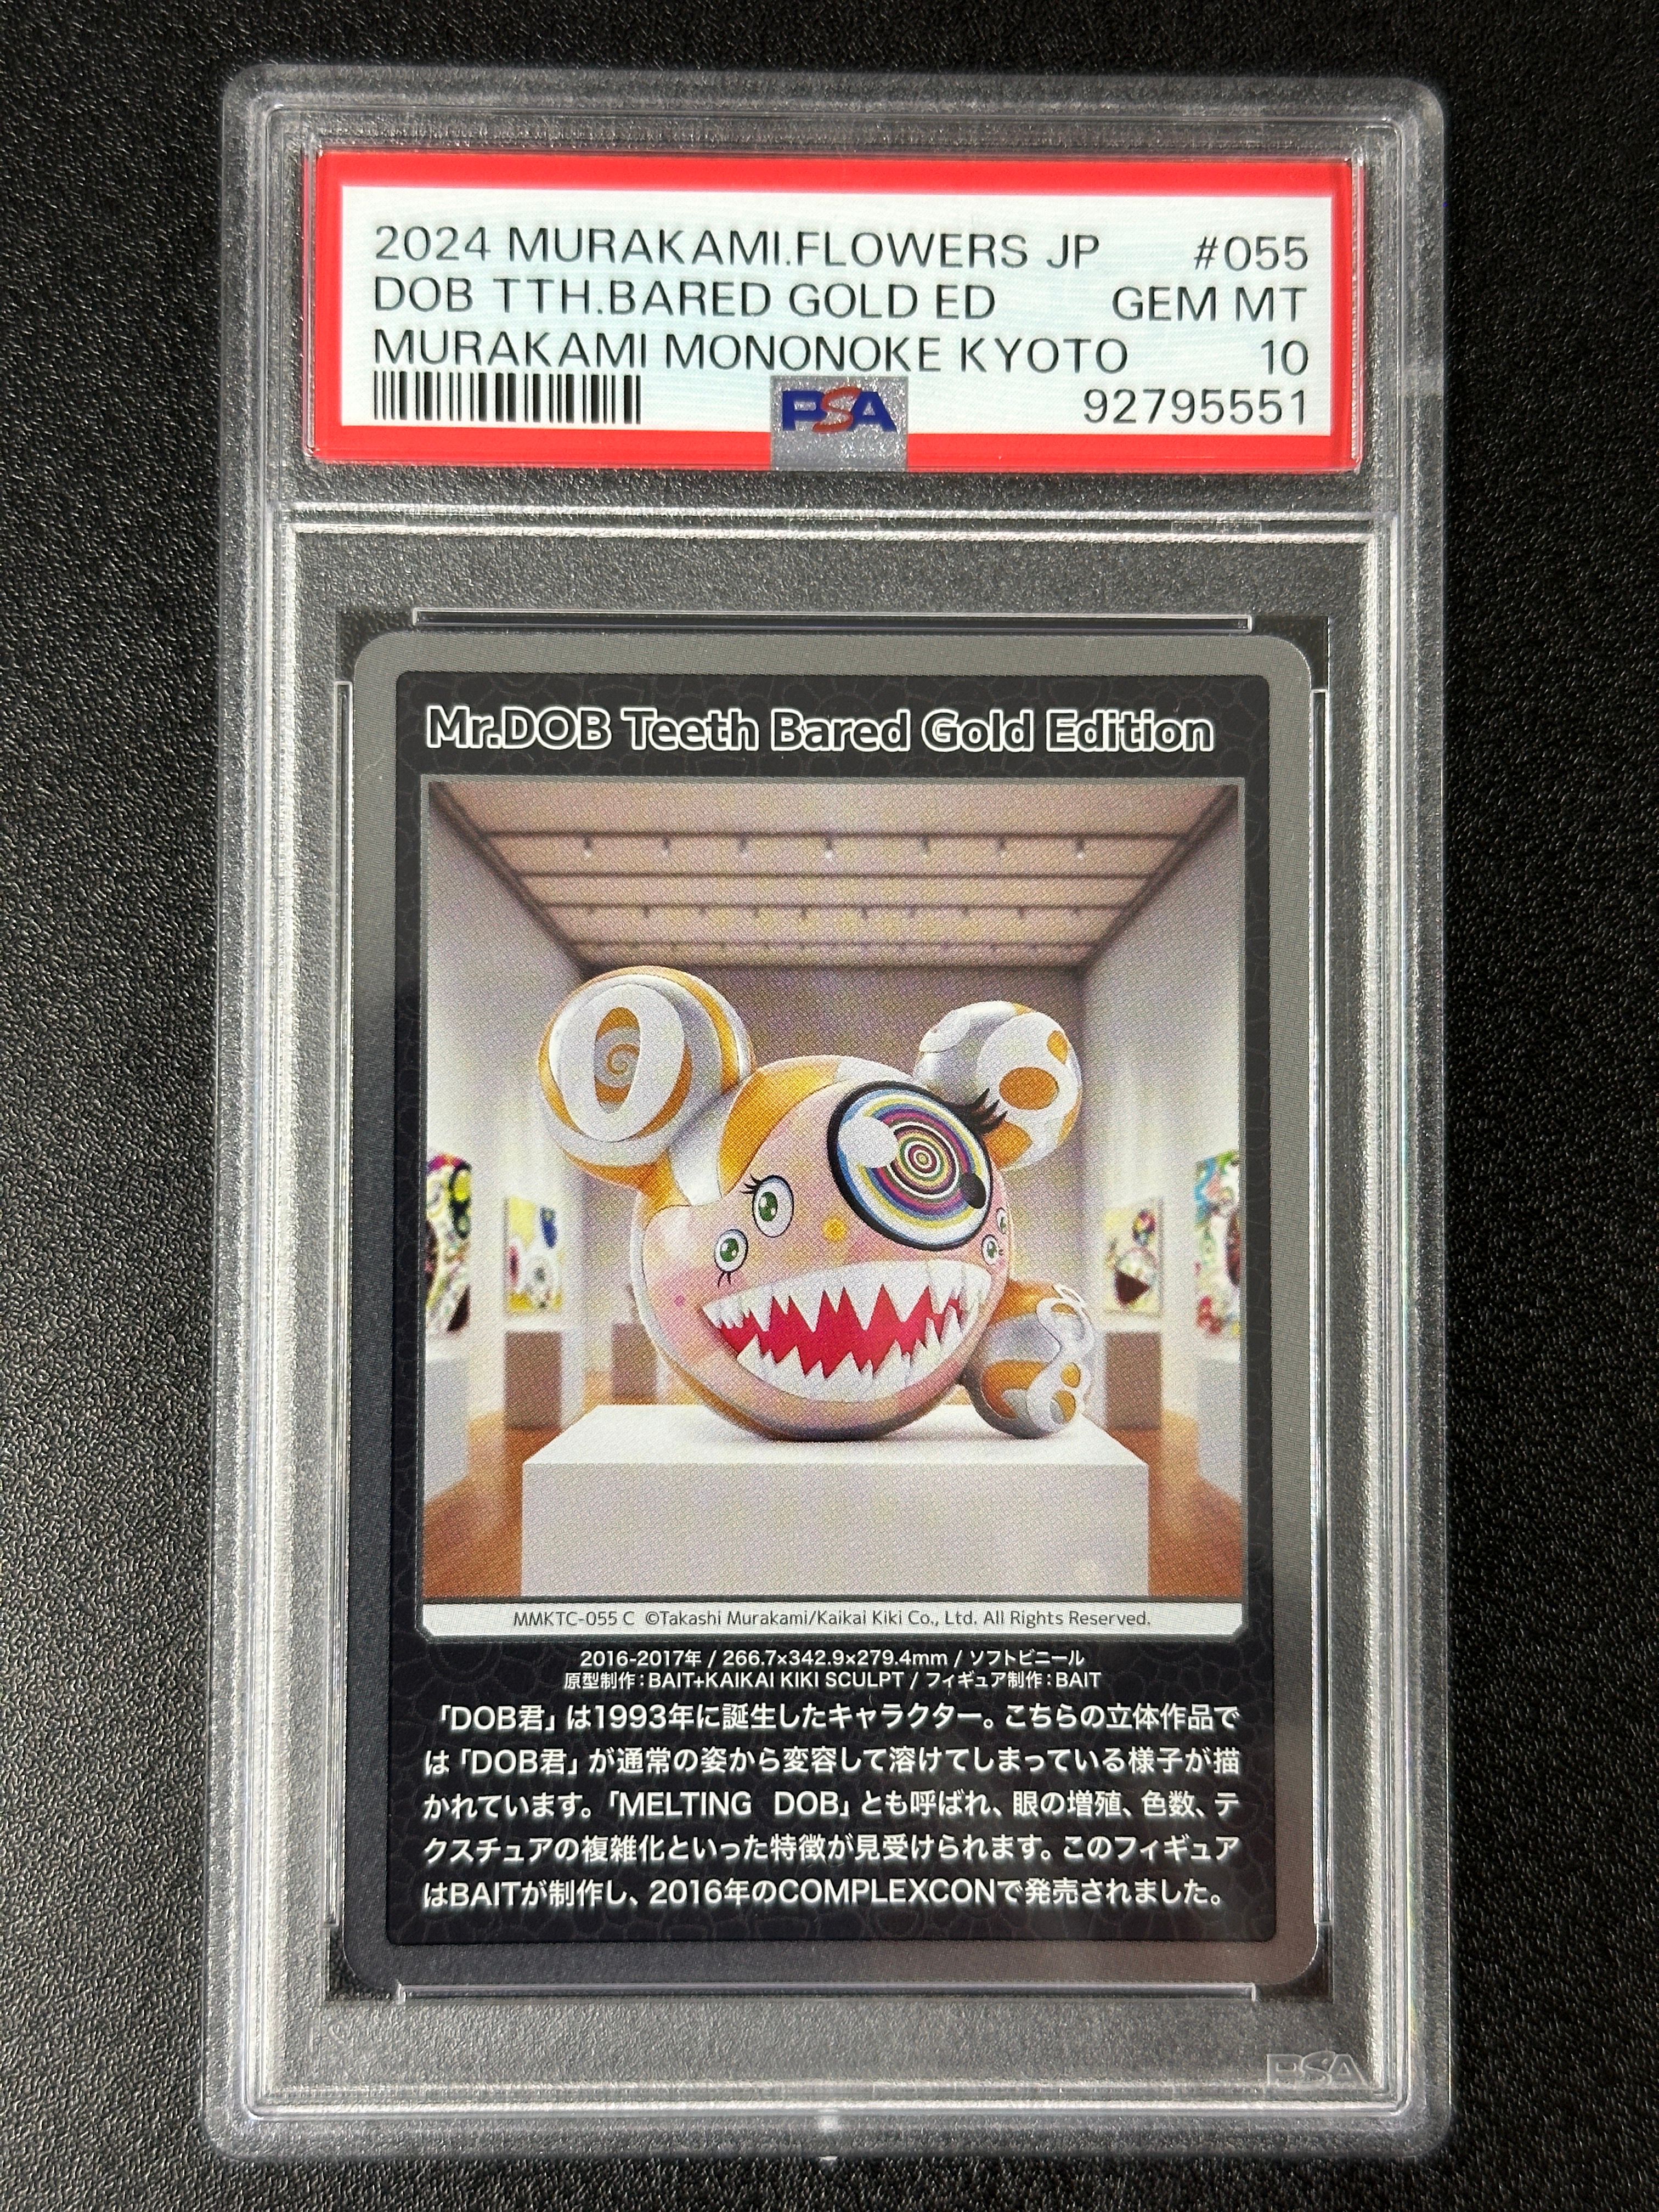 2024 MURAKAMI.FLOWERS JP #055
DOB TTH.BARED GOLD ED GEM MT
MURAKAMI MONONOKE KYOTO 10
PSA 92795551
Mr.DOB Teeth Bared Gold Edition
MMKTC-055 C ©Takashi Murakami/Kaikai Kiki Co., Ltd. All Rights Reserved.
2016-2017年 / 266.7×342.9×279.4mm / ソフトビニール
原型制作：BAIT+KAIKAI KIKI SCULPT / フィギュア制作：BAIT
「DOB君」は1993年に誕生したキャラクター。こちらの立体作品で
は「DOB君」が通常の姿から変容して溶けてしまっている様子が描
かれています。「MELTING DOB」とも呼ばれ、眼の増殖、色数、テ
クスチュアの複雑化といった特徴が見受けられます。このフィギュア
はBAITが制作し、2016年のCOMPLEXCONで発売されました。
PSA